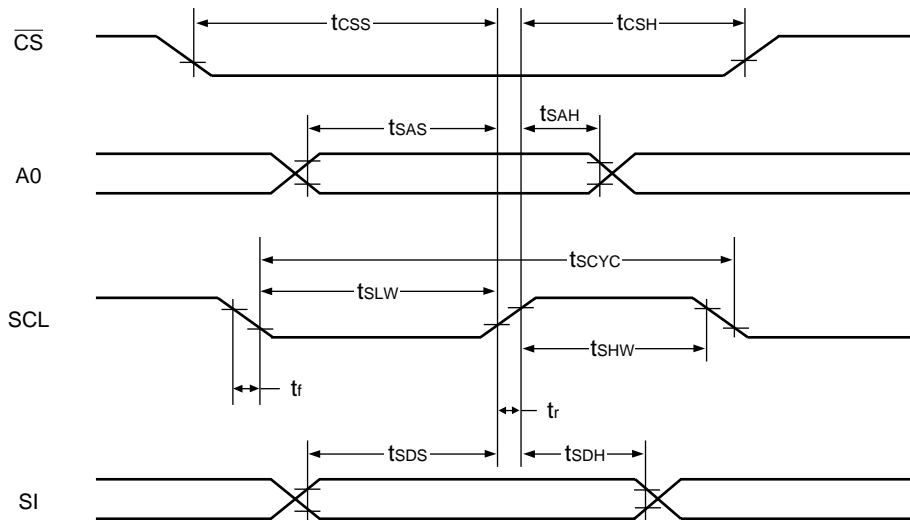 tCSS
tCSH
CS
tSAS
tSAH
A0
tSCYC
tSLW
SCL
tSHW
tf
tr
tSDS
tSDH
SI